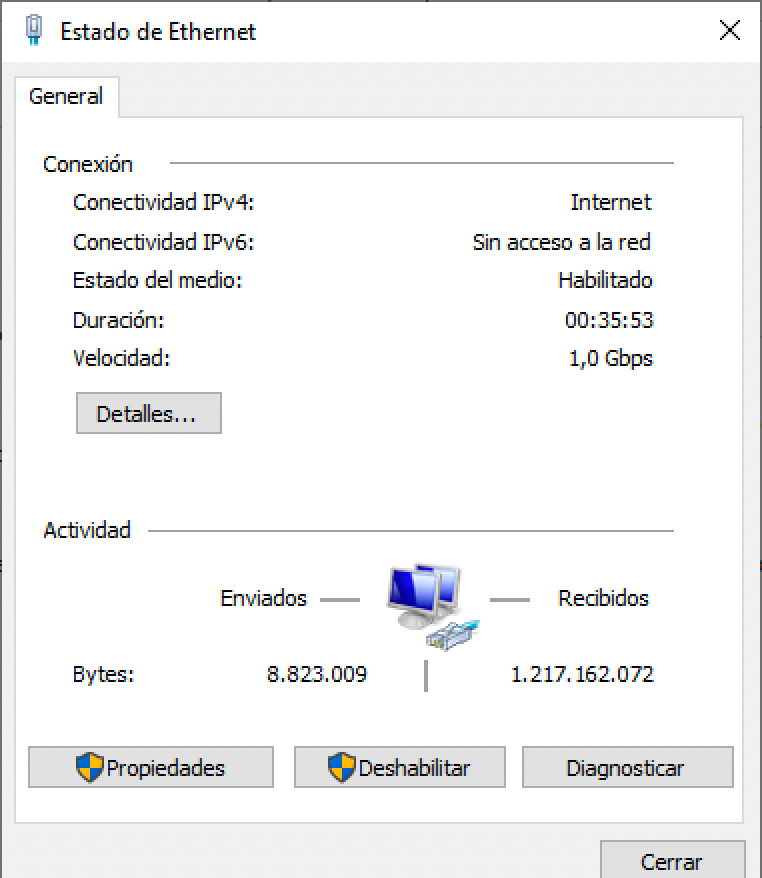 Estado de Ethernet
General
Conexión
Conectividad IPv4: Internet
Conectividad IPv6: Sin acceso a la red
Estado del medio: Habilitado
Duración: 00:35:53
Velocidad: 1,0 Gbps
Detalles...
Actividad
Enviados Recibidos
Bytes: 8.823.009 1.217.162.072
Propiedades Deshabilitar Diagnosticar
Cerrar